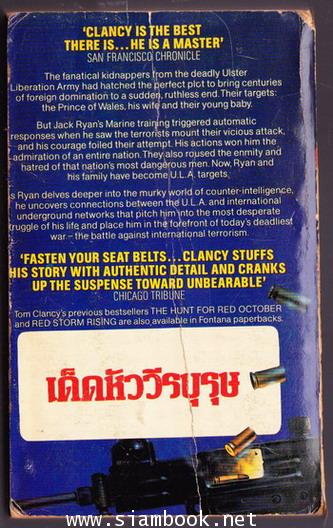 'CLANCY IS THE BEST
THERE IS...HE IS A MASTER'
SAN FRANCISCO CHRONICLE
The fanatical kidnappers from the deadly Ulster
Liberation Army had hatched the perfect plot to bring centuries
of foreign domination to a sudden, ruthless end. Their targets:
the Prince of Wales, his wife and their young baby.
But Jack Ryan's Marine training triggered automatic
responses when he saw the terrorists mount their vicious attack,
and his courage foiled their attempt. His actions won him the
admiration of an entire nation. They also roused the enmity and
hatred of that nation's most dangerous men. Now, Ryan and
his family have become U.L.A. targets.
s Ryan delves deeper into the murky world of counter-intelligence,
he uncovers connections between the U.L.A. and international
underground networks that pitch him into the most desperate
truggle of his life and place him in the forefront of today's deadliest
war – the battle against international terrorism.
'FASTEN YOUR SEAT BELTS...CLANCY STUFFS
HIS STORY WITH AUTHENTIC DETAIL AND CRANKS
UP THE SUSPENSE TOWARD UNBEARABLE'
CHICAGO TRIBUNE
Tom Clancy's previous bestsellers THE HUNT FOR RED OCTOBER
and RED STORM RISING are also available in Fontana paperbacks.
เด็ดหัววีรบุรุษ
www.siambook.net